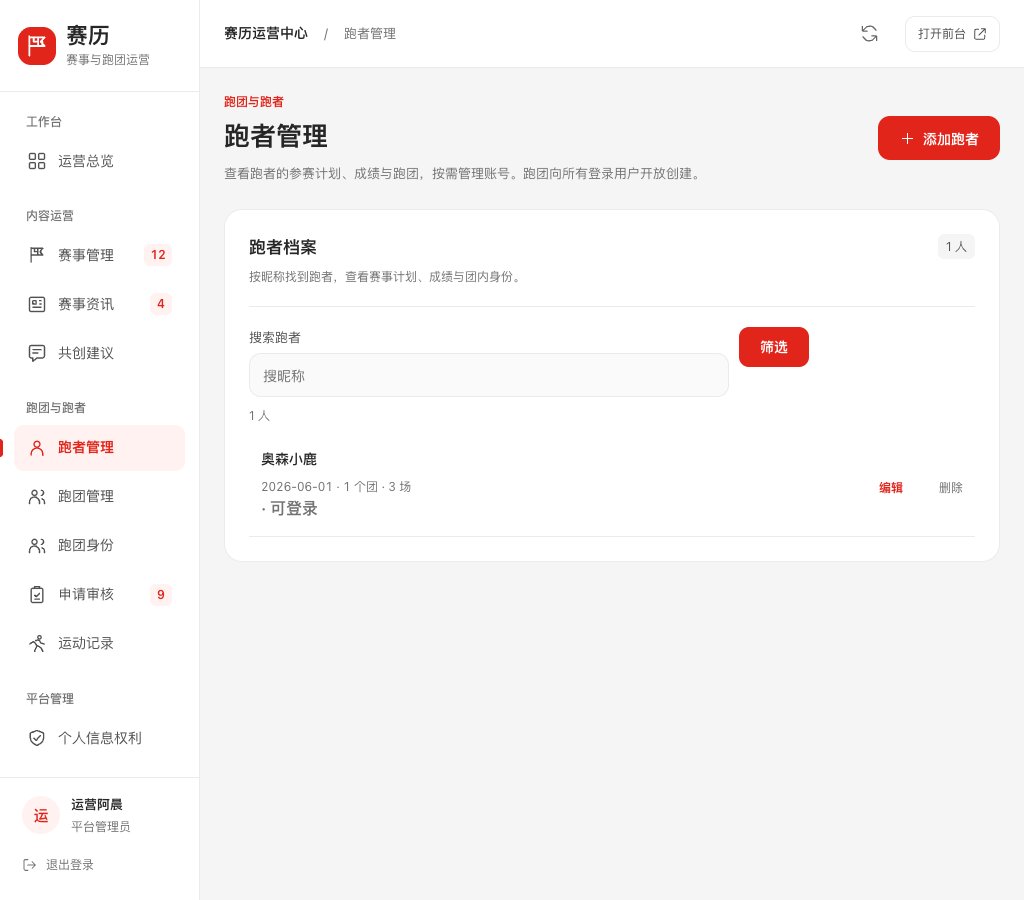 赛历
赛事与跑团运营
工作台
运营总览
内容运营
赛事管理 12
赛事资讯 4
共创建议
跑团与跑者
跑者管理
跑团管理
跑团身份
申请审核 9
运动记录
平台管理
个人信息权利
运
运营阿晨
平台管理员
退出登录
赛历运营中心 / 跑者管理
打开前台
跑团与跑者
跑者管理
查看跑者的参赛计划、成绩与跑团，按需管理账号。跑团向所有登录用户开放创建。
添加跑者
跑者档案
1 人
按昵称找到跑者，查看赛事计划、成绩与团内身份。
搜索跑者
搜昵称
筛选
1 人
奥森小鹿
2026-06-01 · 1 个团 · 3 场
· 可登录
编辑 删除